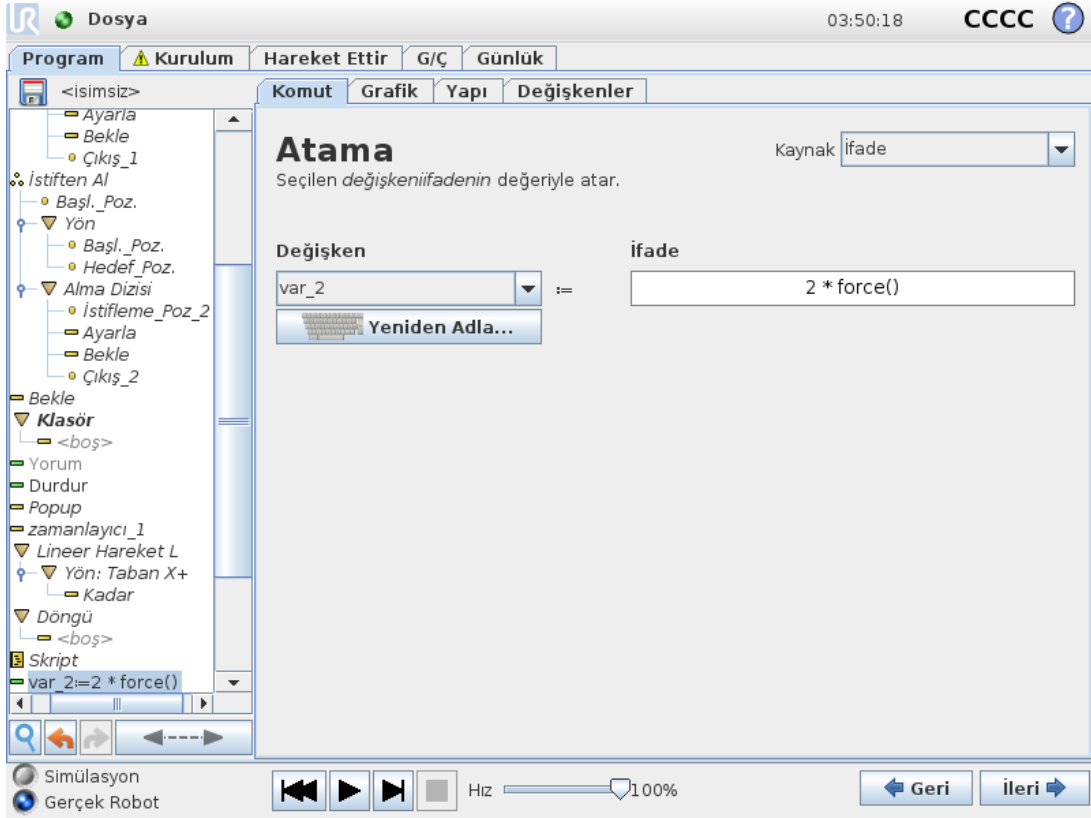 UR Dosya 03:50:18 CCCC ?
Program Kurulum Hareket Ettir G/Ç Günlük
<isimsiz>
Komut Grafik Yapı Değişkenler
Ayarla
Bekle
Çıkış_1
İstiften Al
Başl._Poz.
Yön
Başl._Poz.
Hedef_Poz.
Alma Dizisi
İstifleme_Poz_2
Ayarla
Bekle
Çıkış_2
Bekle
Klasör
<boş>
Yorum
Durdur
Popup
zamanlayıcı_1
Lineer Hareket L
Yön: Taban X+
Kadar
Döngü
<boş>
Skript
var_2:=2 * force()
Atama
Kaynak İfade
Seçilen değişkeniifadenin değeriyle atar.
Değişken İfade
var_2 := 2 * force()
Yeniden Adla...
Simülasyon
Gerçek Robot
Hız 100%
Geri İleri